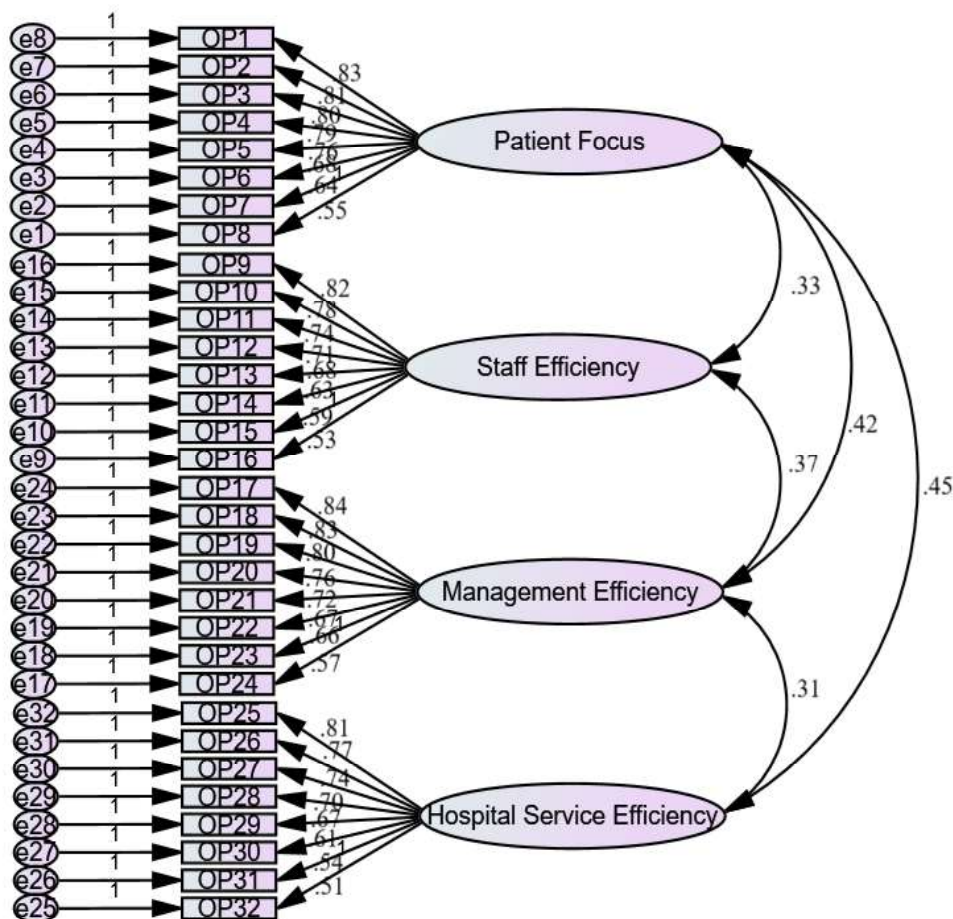 e8 1 OP1
e7 1 OP2
e6 1 OP3
e5 1 OP4
e4 1 OP5
e3 1 OP6
e2 1 OP7
e1 1 OP8
.83
.81
.80
.79
.76
.68
.64
.55
Patient Focus
e16 1 OP9
e15 1 OP10
e14 1 OP11
e13 1 OP12
e12 1 OP13
e11 1 OP14
e10 1 OP15
e9 1 OP16
.82
.78
.74
.71
.68
.63
.59
.53
Staff Efficiency
e24 1 OP17
e23 1 OP18
e22 1 OP19
e21 1 OP20
e20 1 OP21
e19 1 OP22
e18 1 OP23
e17 1 OP24
.84
.83
.80
.76
.72
.67
.66
.57
Management Efficiency
e32 1 OP25
e31 1 OP26
e30 1 OP27
e29 1 OP28
e28 1 OP29
e27 1 OP30
e26 1 OP31
e25 1 OP32
.81
.77
.74
.70
.67
.61
.54
.51
Hospital Service Efficiency
.33
.42
.37
.45
.31